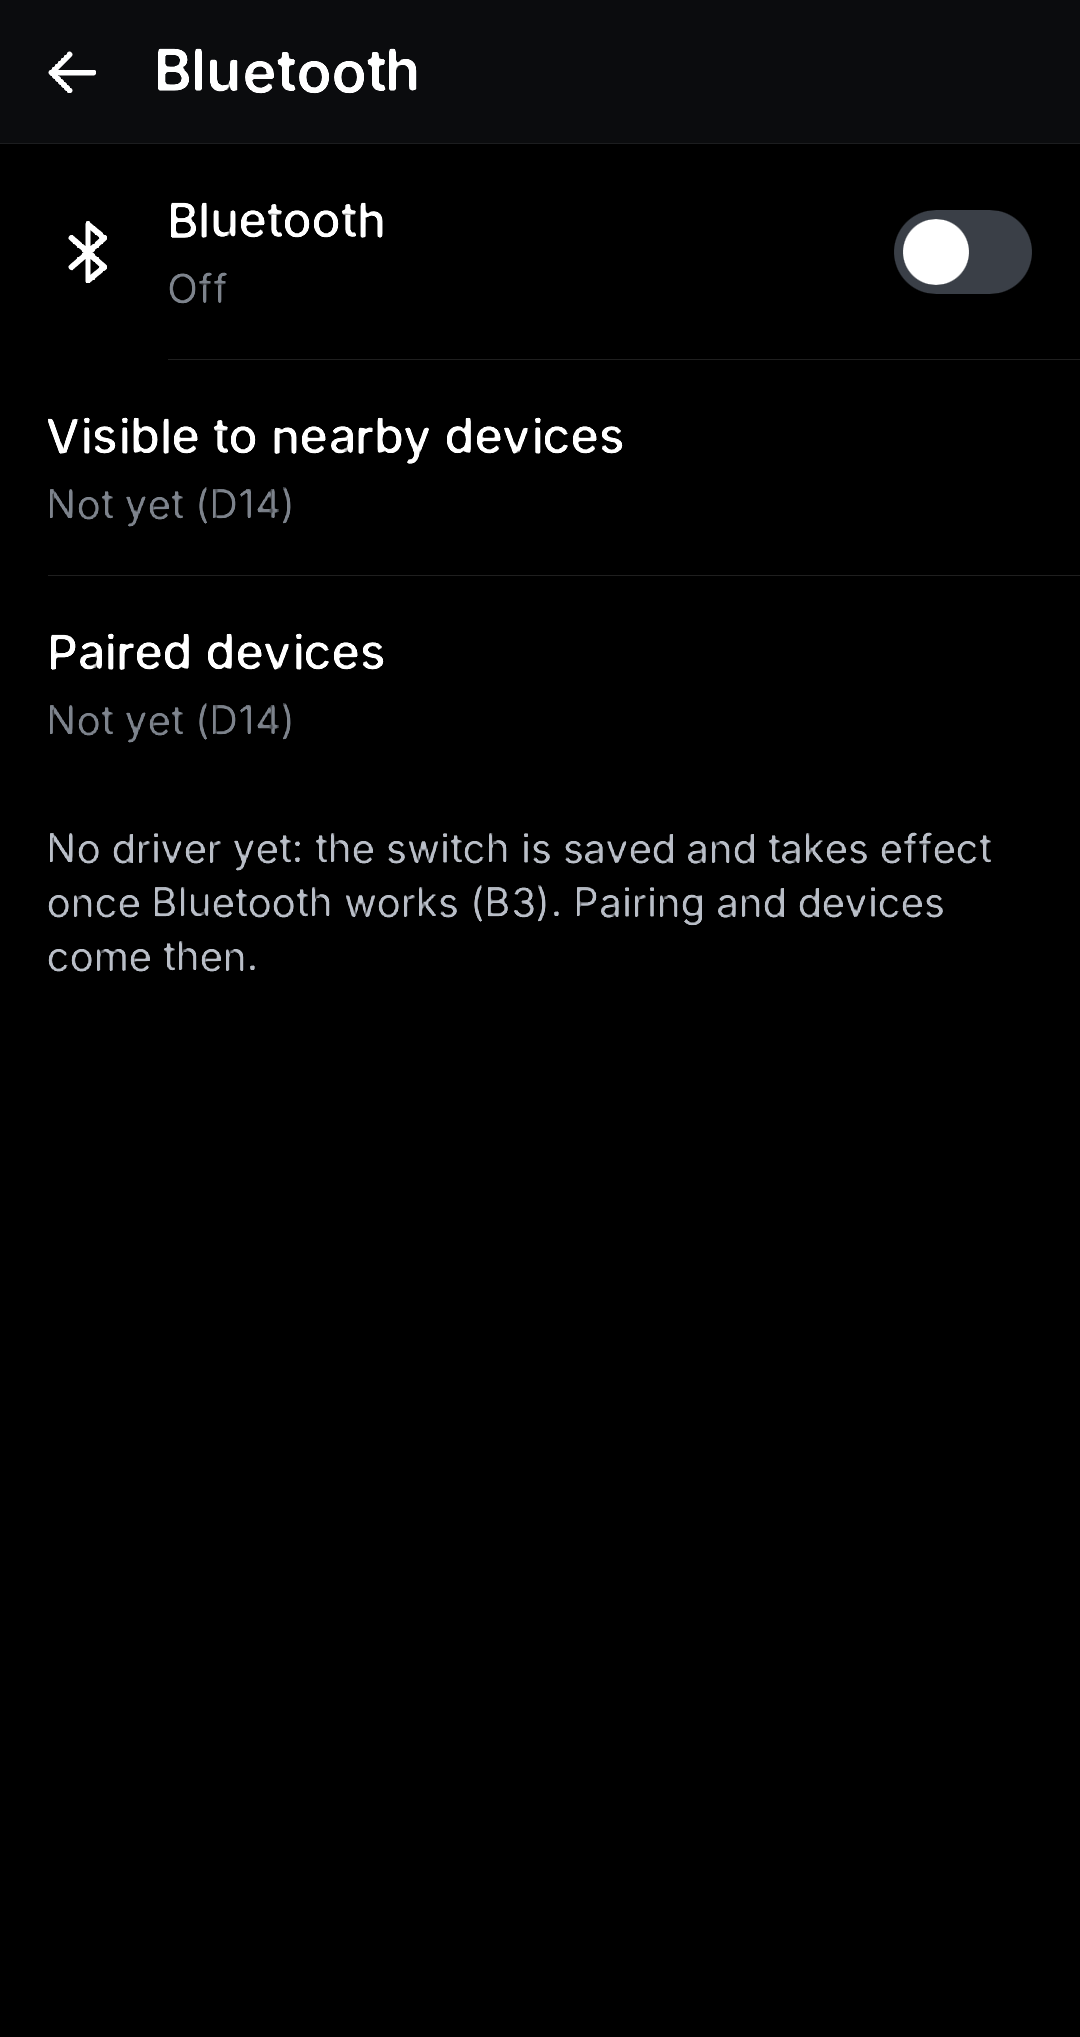 Bluetooth
Bluetooth
Off
Visible to nearby devices
Not yet (D14)
Paired devices
Not yet (D14)
No driver yet: the switch is saved and takes effect
once Bluetooth works (B3). Pairing and devices
come then.